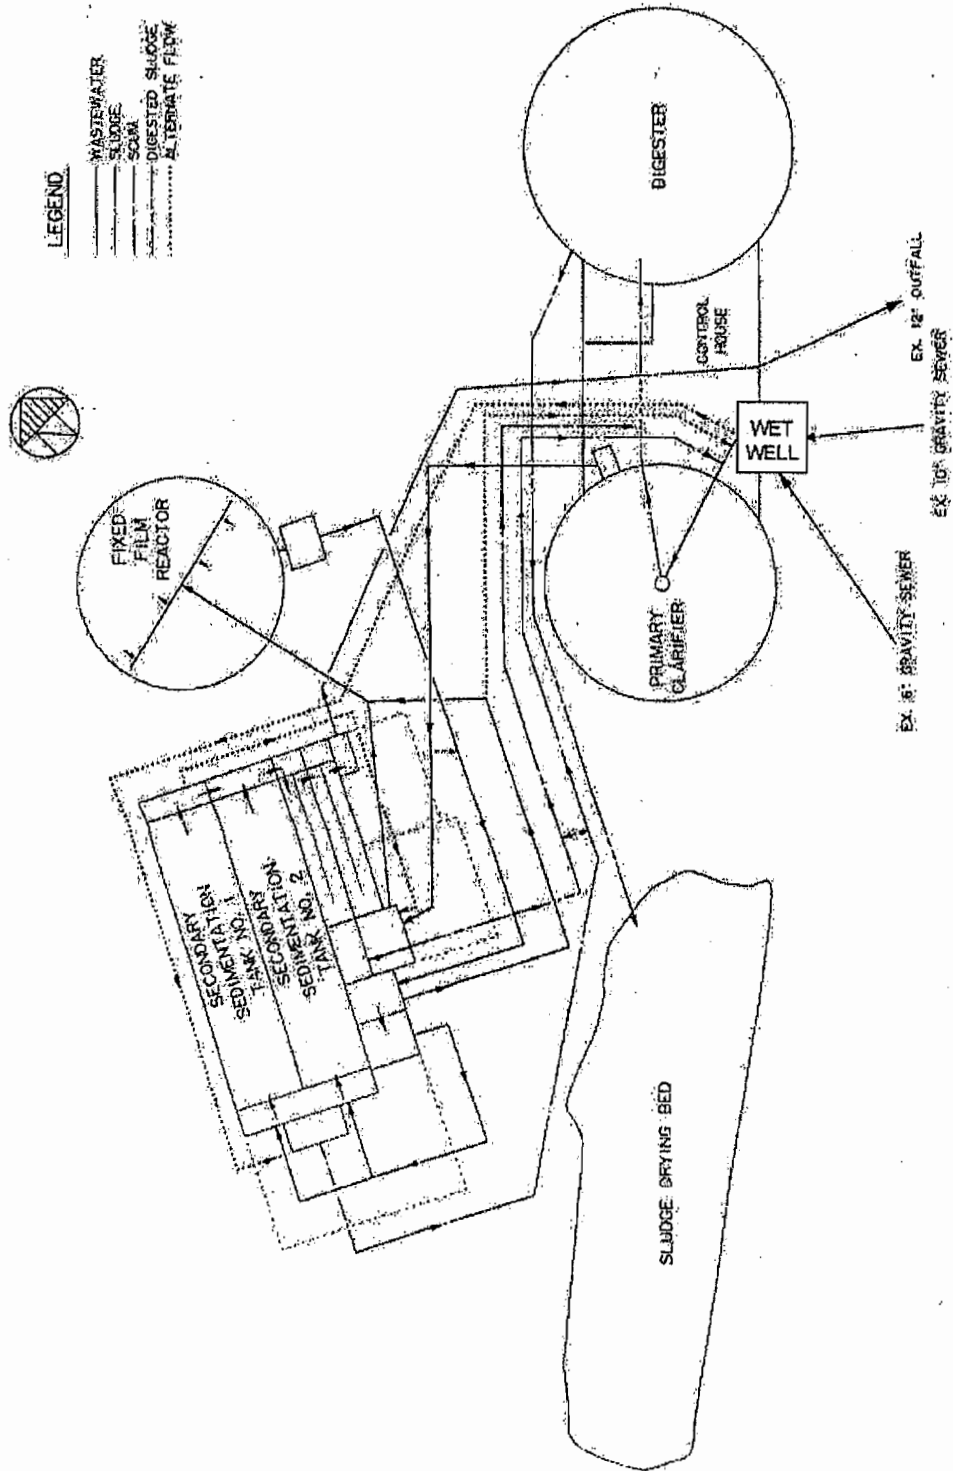 LEGEND
WASTEWATER
SLUDGE
SCUM
DIGESTED SLUDGE
ALTERNATE FLOW
DIGESTER
CONTROL
HOUSE
EX. 12" OUTFALL
EX. 10" GRAVITY SEWER
WET
WELL
EX. 6" GRAVITY SEWER
PRIMARY
CLARIFIER
FIXED
FILM
REACTOR
SECONDARY
SEDIMENTATION
TANK NO. 1
SECONDARY
SEDIMENTATION
TANK NO. 2
SLUDGE DRYING BED